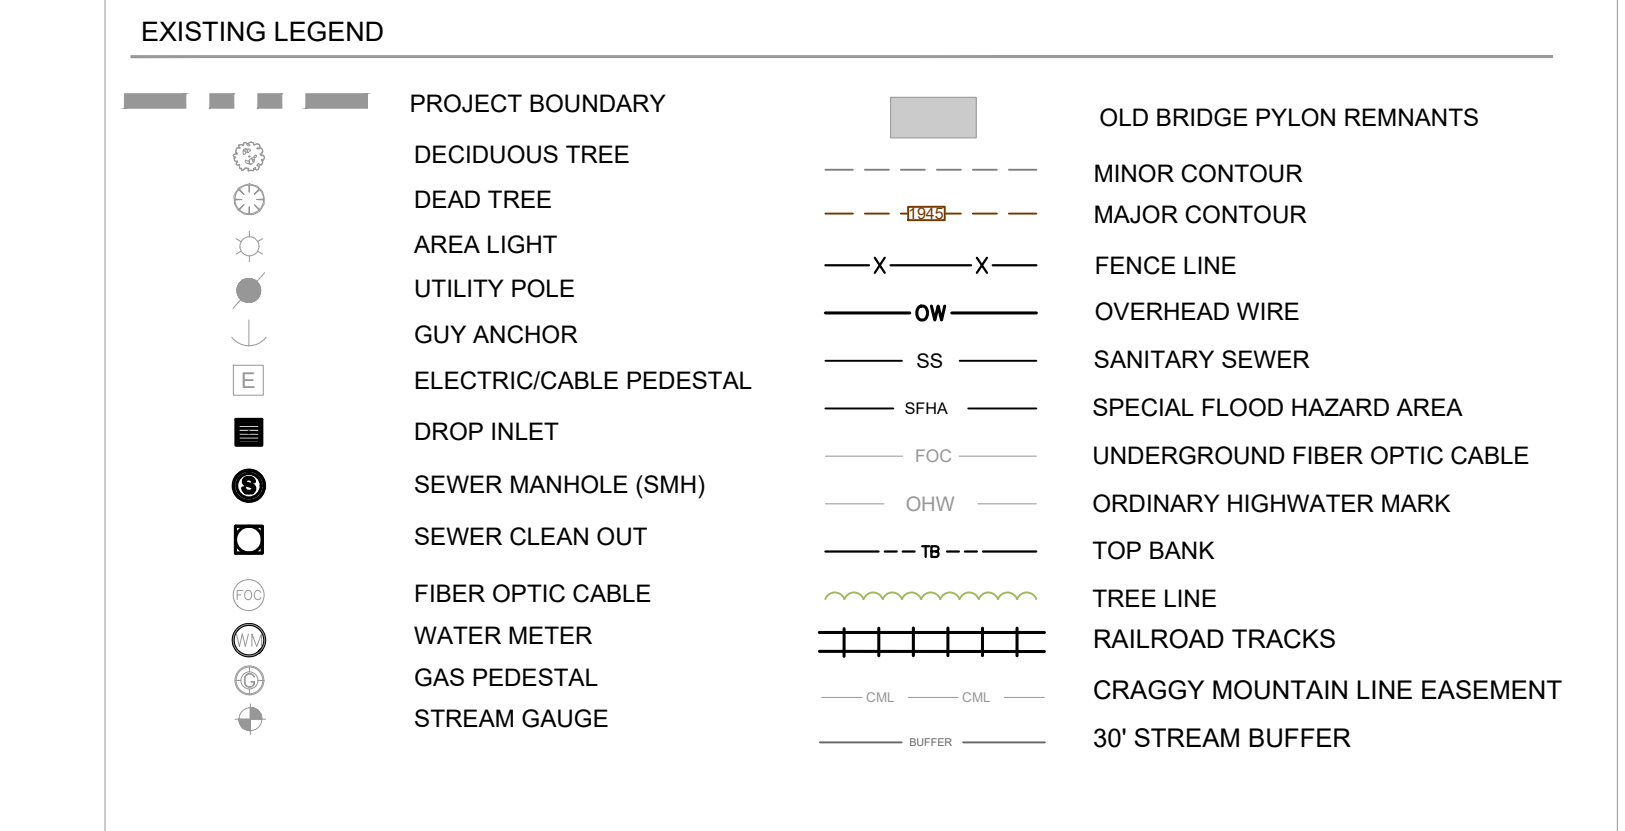 EXISTING LEGEND
PROJECT BOUNDARY
DECIDUOUS TREE
DEAD TREE
AREA LIGHT
UTILITY POLE
GUY ANCHOR
E ELECTRIC/CABLE PEDESTAL
DROP INLET
S SEWER MANHOLE (SMH)
SEWER CLEAN OUT
FOC FIBER OPTIC CABLE
WM WATER METER
G GAS PEDESTAL
STREAM GAUGE
OLD BRIDGE PYLON REMNANTS
MINOR CONTOUR
1945 MAJOR CONTOUR
X X FENCE LINE
OW OVERHEAD WIRE
SS SANITARY SEWER
SFHA SPECIAL FLOOD HAZARD AREA
FOC UNDERGROUND FIBER OPTIC CABLE
OHW ORDINARY HIGHWATER MARK
TB TOP BANK
TREE LINE
RAILROAD TRACKS
CML CML CRAGGY MOUNTAIN LINE EASEMENT
BUFFER 30' STREAM BUFFER